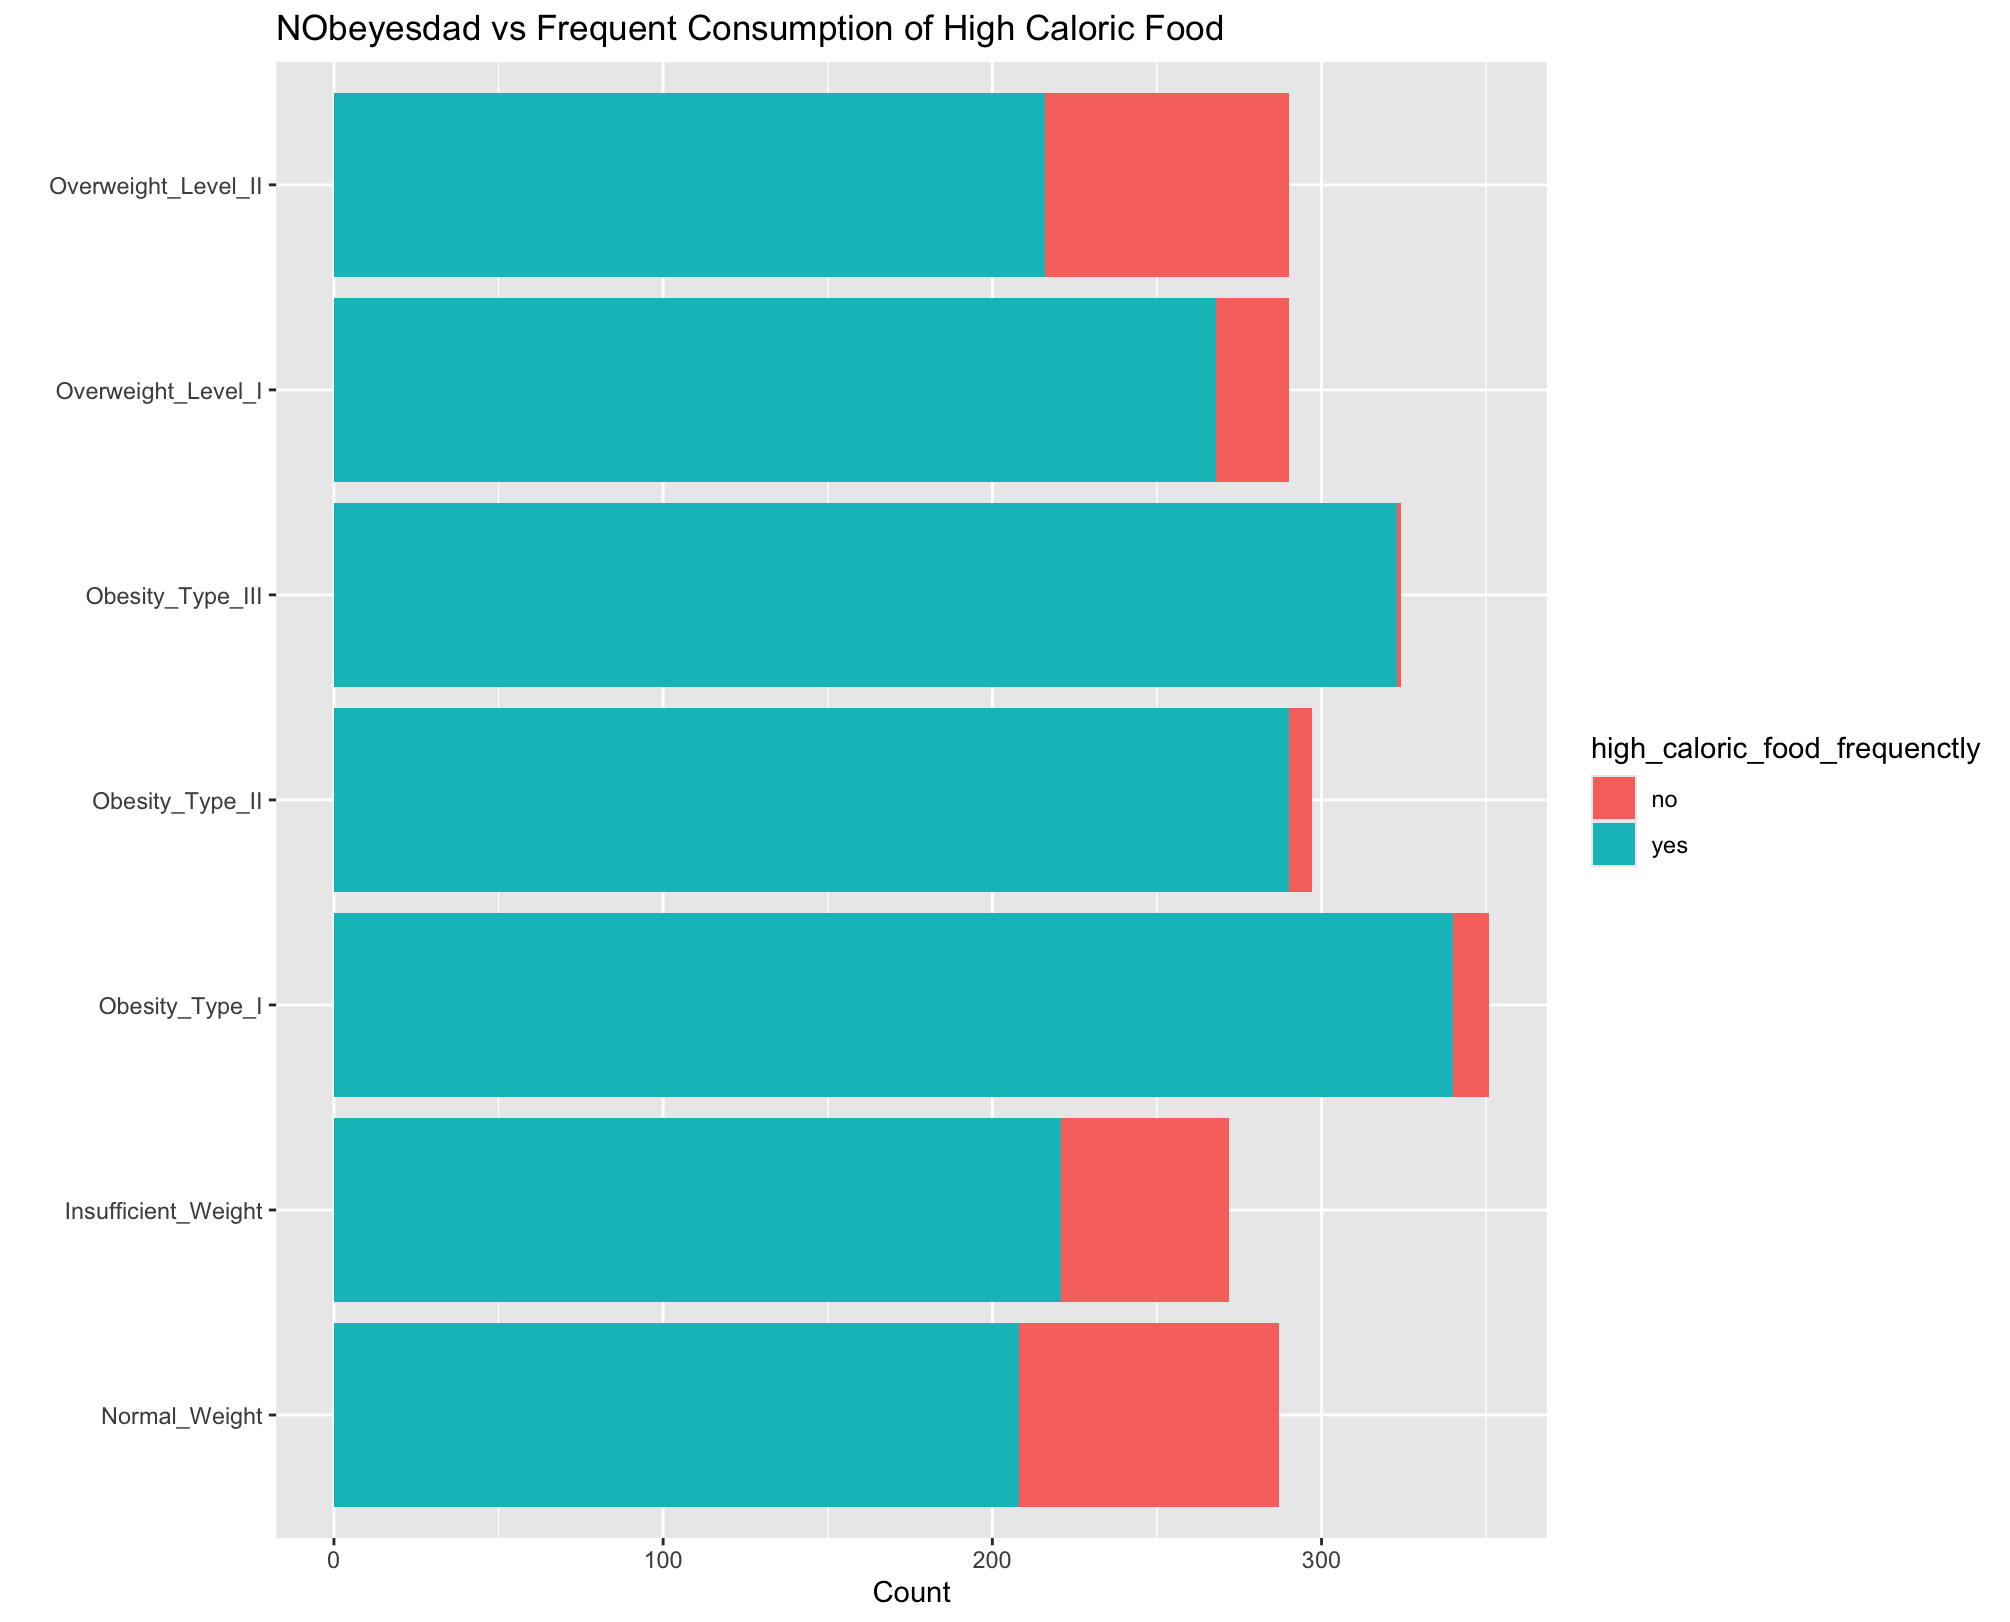 NObeyesdad vs Frequent Consumption of High Caloric Food
Overweight_Level_II
Overweight_Level_I
Obesity_Type_III
Obesity_Type_II
Obesity_Type_I
Insufficient_Weight
Normal_Weight
0 100 200 300
Count
high_caloric_food_frequenctly
no
yes